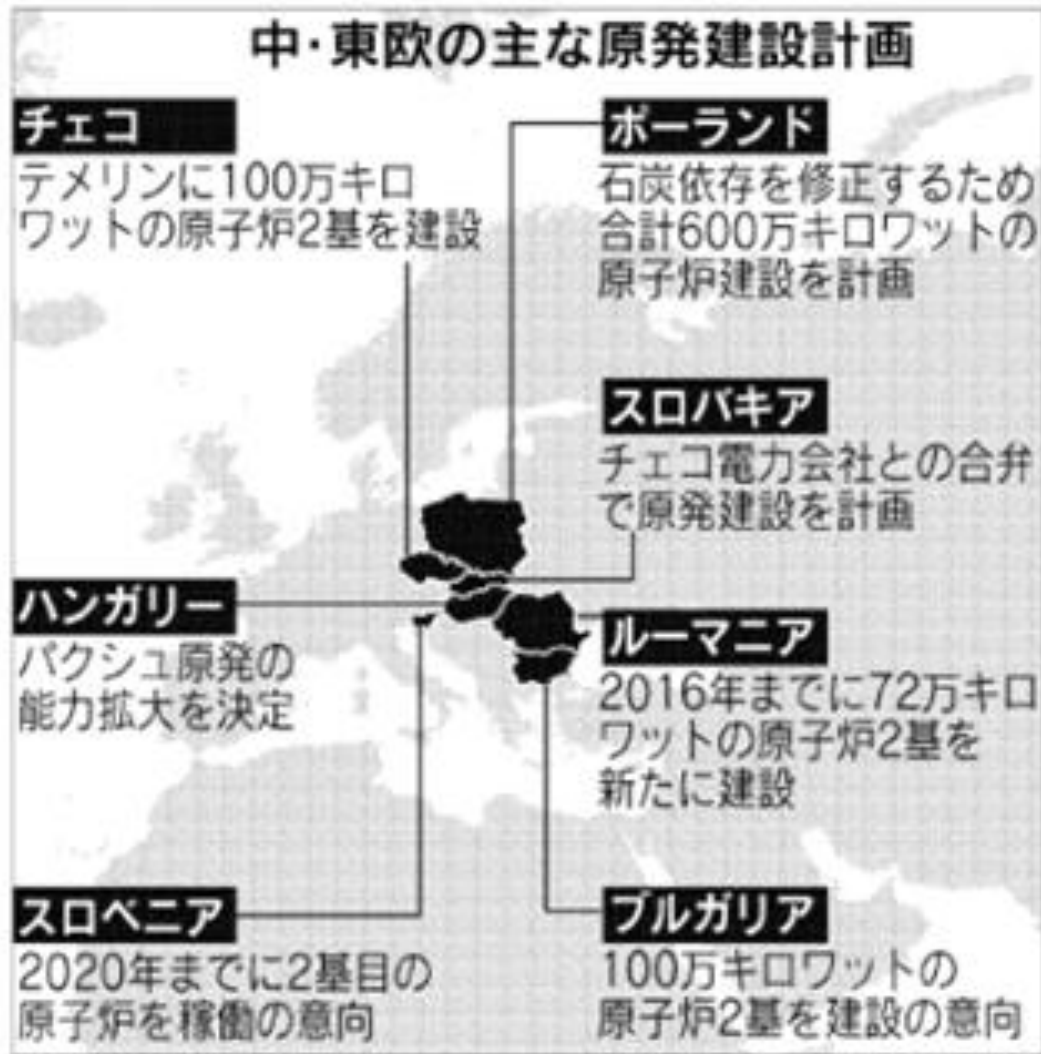 中・東欧の主な原発建設計画
チェコ
テメリンに100万キロ
ワットの原子炉2基を建設
ポーランド
石炭依存を修正するため
合計600万キロワットの
原子炉建設を計画
スロバキア
チェコ電力会社との合弁
で原発建設を計画
ハンガリー
パクシュ原発の
能力拡大を決定
ルーマニア
2016年までに72万キロ
ワットの原子炉2基を
新たに建設
スロベニア
2020年までに2基目の
原子炉を稼働の意向
ブルガリア
100万キロワットの
原子炉2基を建設の意向